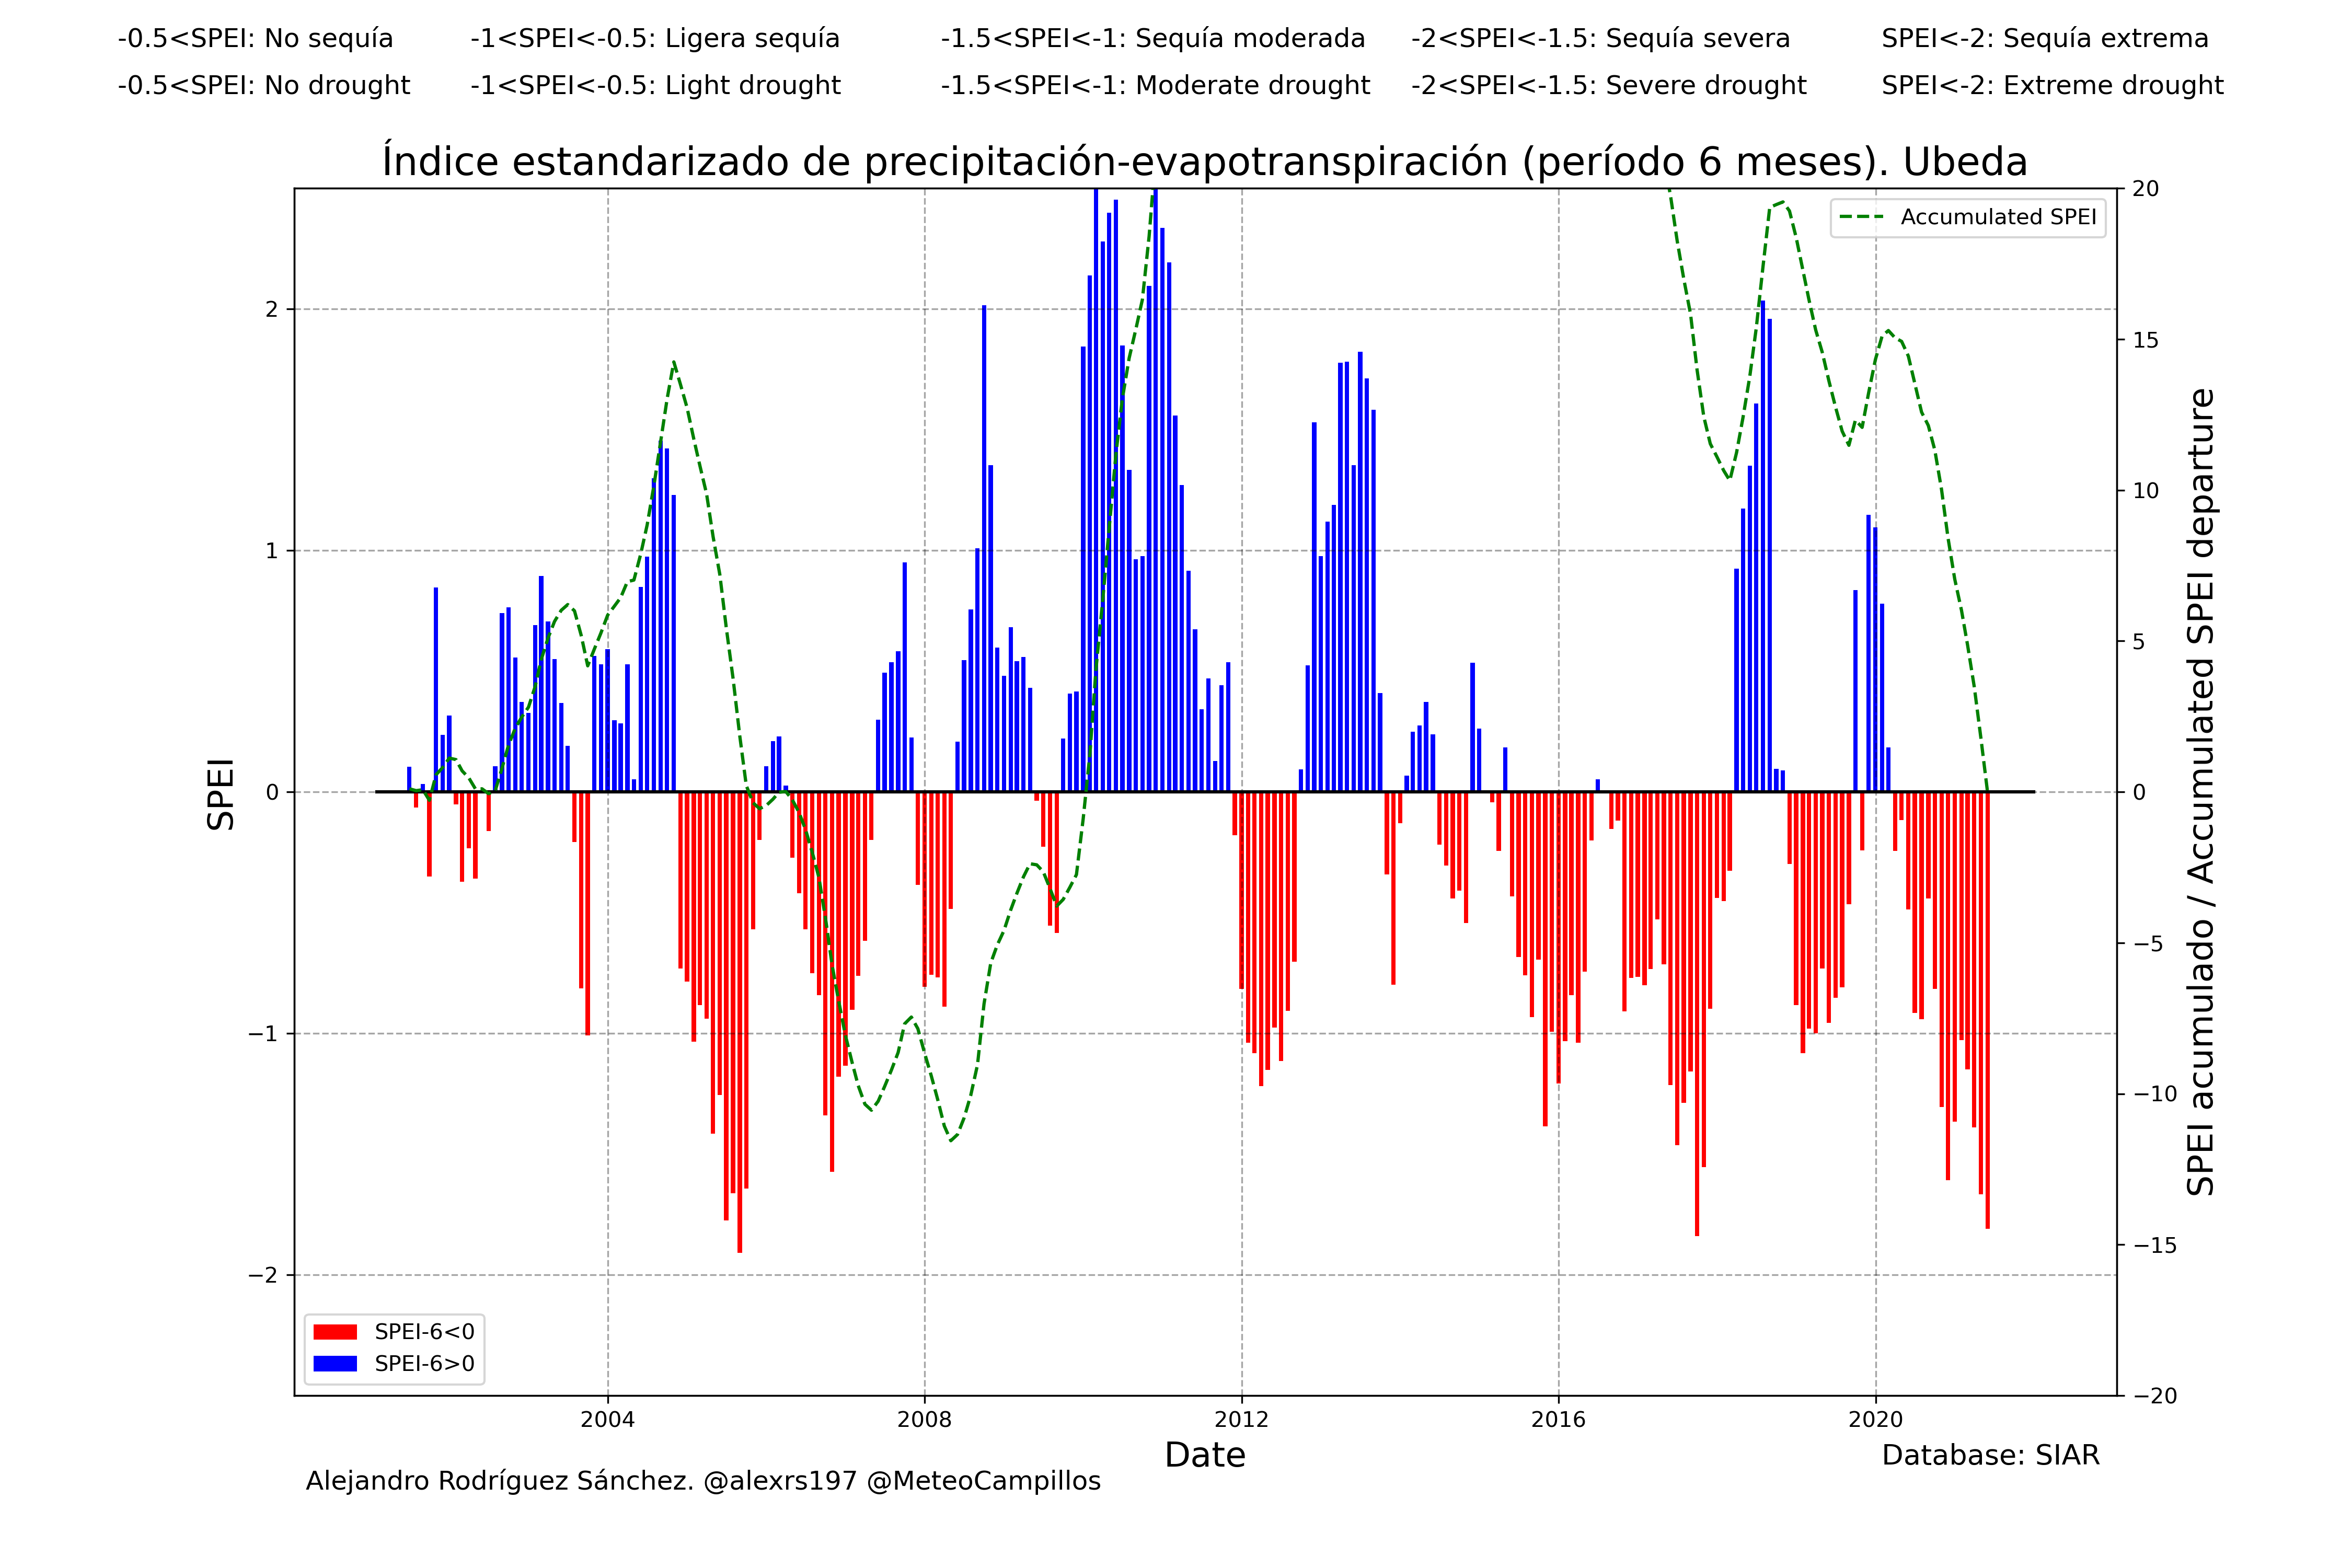 -0.5<SPEI: No sequía -1<SPEI<-0.5: Ligera sequía -1.5<SPEI<-1: Sequía moderada -2<SPEI<-1.5: Sequía severa SPEI<-2: Sequía extrema
-0.5<SPEI: No drought -1<SPEI<-0.5: Light drought -1.5<SPEI<-1: Moderate drought -2<SPEI<-1.5: Severe drought SPEI<-2: Extreme drought
Índice estandarizado de precipitación-evapotranspiración (período 6 meses). Ubeda
Accumulated SPEI
SPEI
2
1
0
−1
−2
20
15
10
5
0
−5
−10
−15
−20
SPEI acumulado / Accumulated SPEI departure
SPEI-6<0
SPEI-6>0
2004 2008 2012 2016 2020
Date
Database: SIAR
Alejandro Rodríguez Sánchez. @alexrs197 @MeteoCampillos